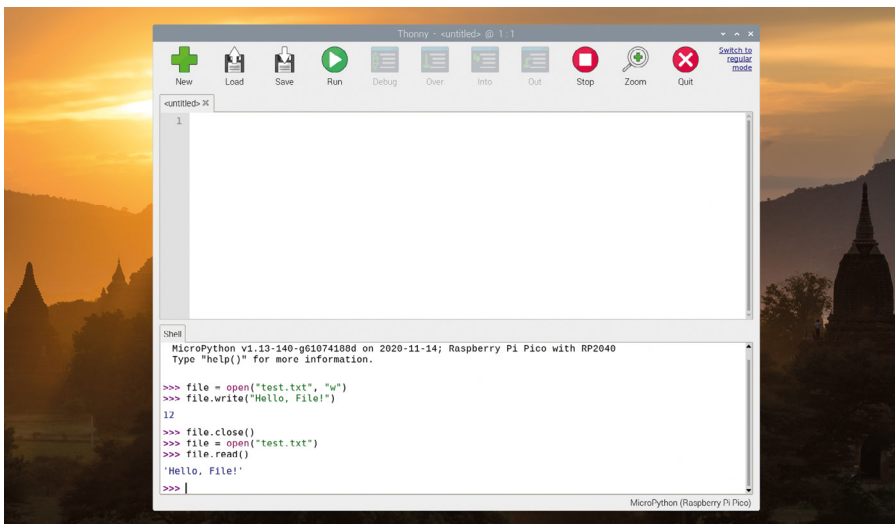 Thonny - <untitled> @ 1:1
Switch to
regular
mode
New Load Save Run Debug Over Into Out Stop Zoom Quit
<untitled>
1
Shell
MicroPython v1.13-140-g61074188d on 2020-11-14; Raspberry Pi Pico with RP2040
Type "help()" for more information.
>>> file = open("test.txt", "w")
>>> file.write("Hello, File!")
12
>>> file.close()
>>> file = open("test.txt")
>>> file.read()
'Hello, File!'
>>>
MicroPython (Raspberry Pi Pico)